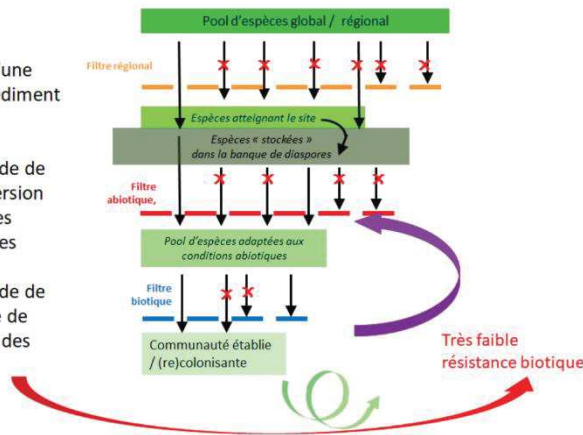 Pool d'espèces global / régional
'une
édiment
Filtre régional
Espèces atteignant le site
Espèces « stockées »
dans la banque de diaspores
de de
ersion
es
es
Filtre
abiotique,
Pool d'espèces adaptées aux
conditions abiotiques
de de
e de
des
Filtre
biotique
Communauté établie
/ (re)colonisante
Très faible
résistance biotique